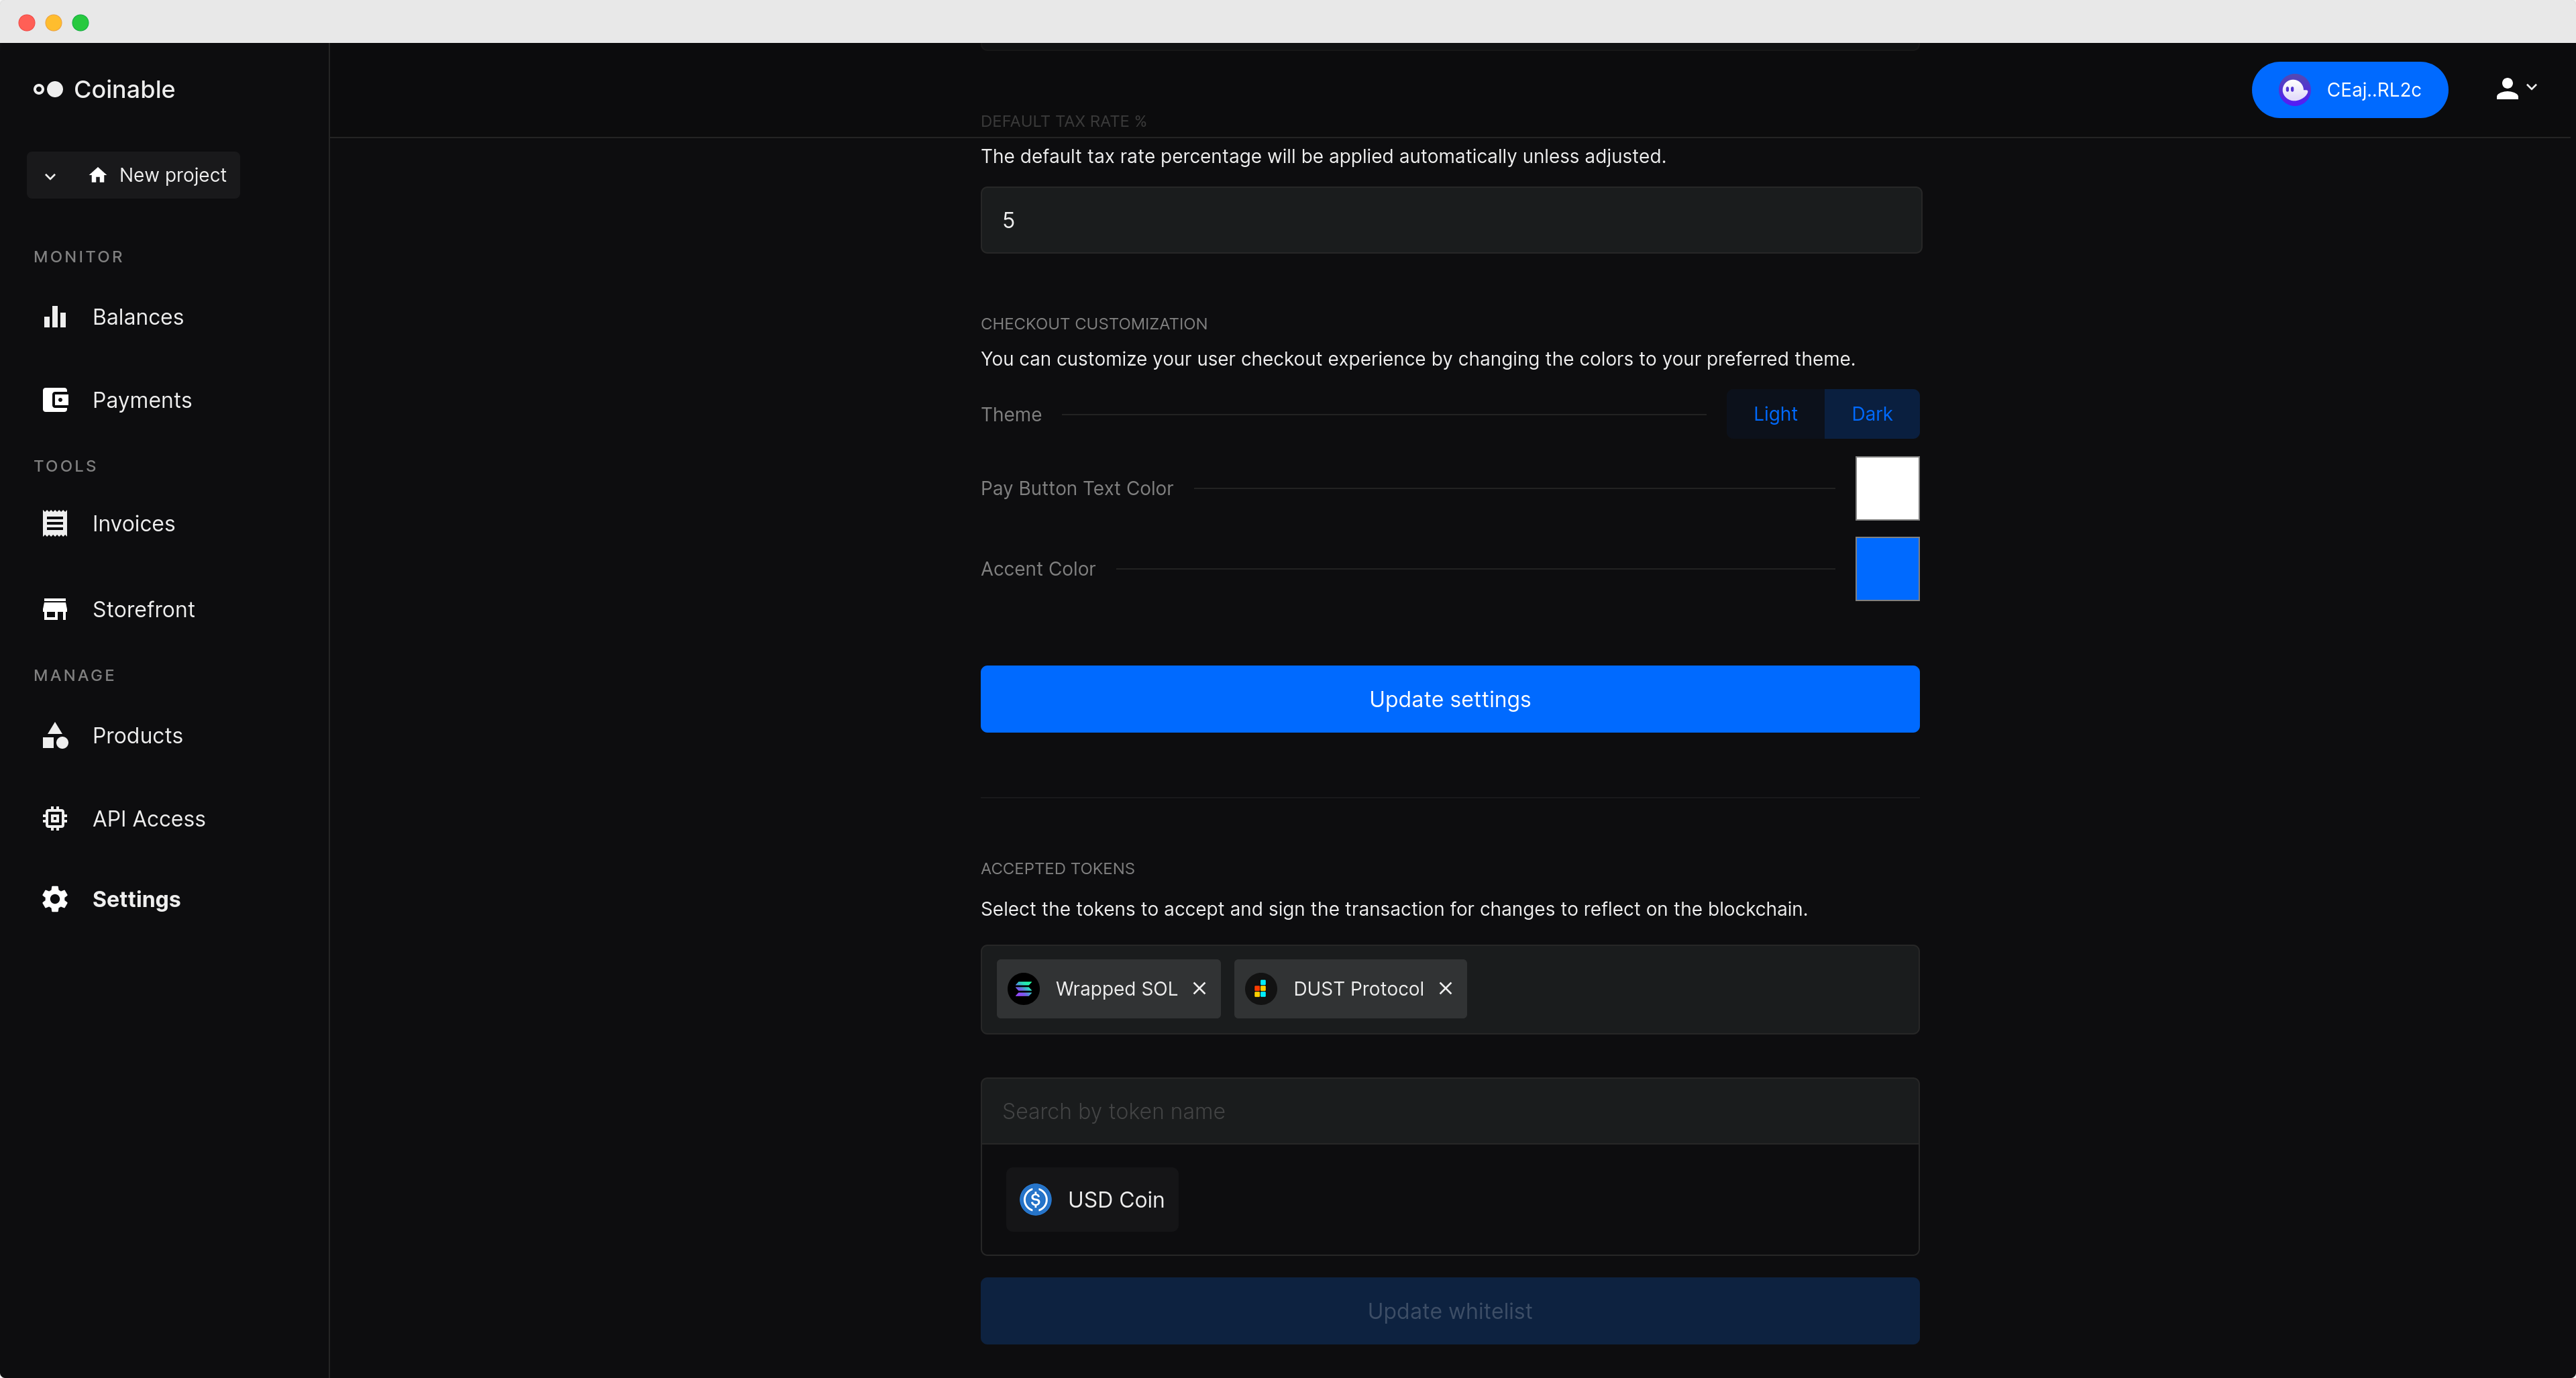 Coinable
New project
MONITOR
Balances
Payments
TOOLS
Invoices
Storefront
MANAGE
Products
API Access
Settings
CEaj..RL2c
DEFAULT TAX RATE %
The default tax rate percentage will be applied automatically unless adjusted.
5
CHECKOUT CUSTOMIZATION
You can customize your user checkout experience by changing the colors to your preferred theme.
Theme
Light Dark
Pay Button Text Color
Accent Color
Update settings
ACCEPTED TOKENS
Select the tokens to accept and sign the transaction for changes to reflect on the blockchain.
Wrapped SOL DUST Protocol
Search by token name
USD Coin
Update whitelist